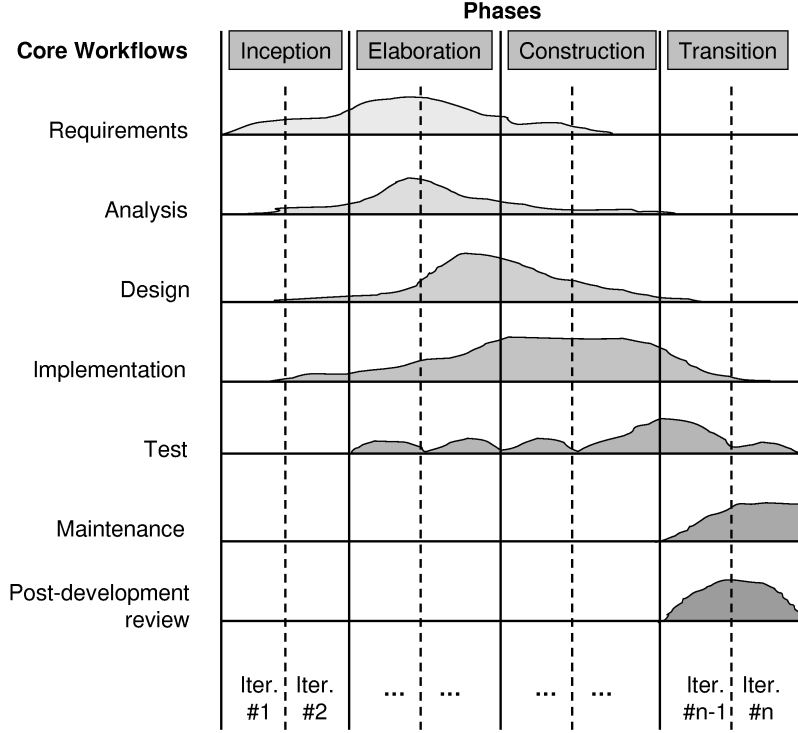 Phases
Core Workflows
Inception
Elaboration
Construction
Transition
Requirements
Analysis
Design
Implementation
Test
Maintenance
Post-development
review
Iter.
#1
Iter.
#2
...
...
...
...
Iter.
#n-1
Iter.
#n